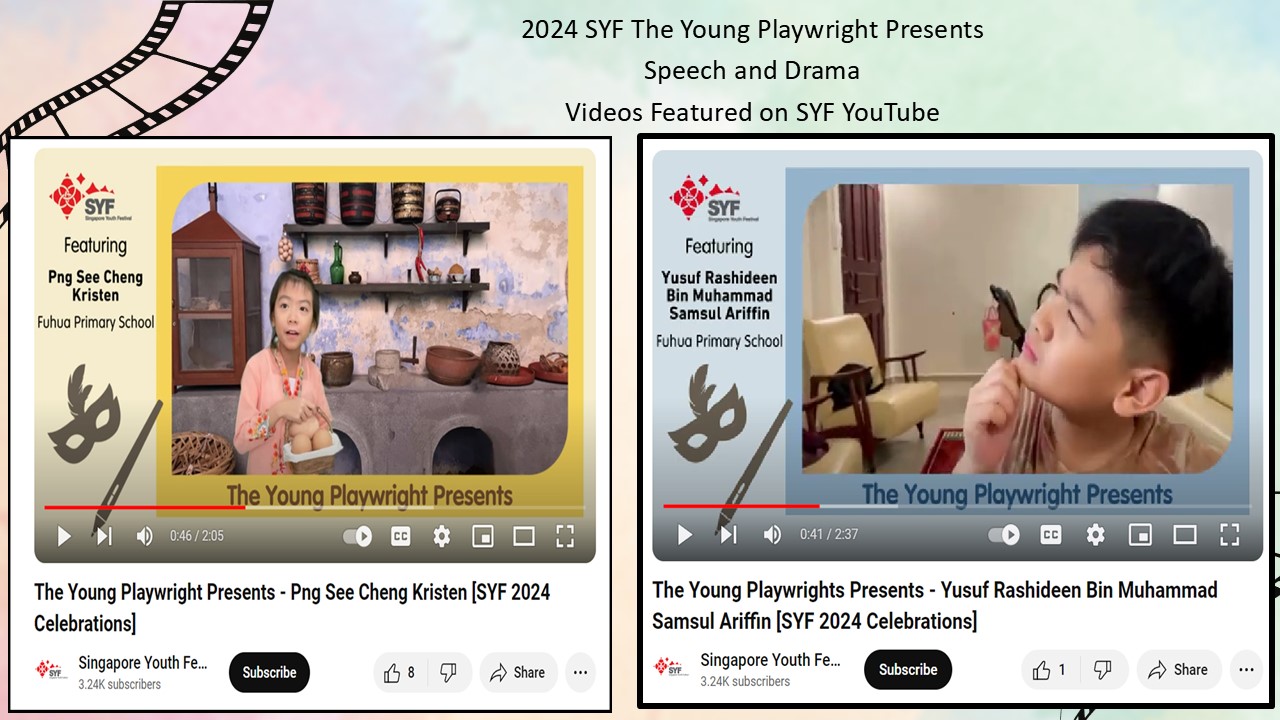 2024 SYF The Young Playwright Presents
Speech and Drama
Videos Featured on SYF YouTube
SYF
Singapore Youth Festival
Featuring
Png See Cheng
Kristen
Fuhua Primary School
The Young Playwright Presents
0:46 / 2:05
CC
The Young Playwright Presents - Png See Cheng Kristen [SYF 2024
Celebrations]
SYF
Singapore Youth Fe...
3.24K subscribers
Subscribe
8
Share
SYF
Singapore Youth Festival
Featuring
Yusuf Rashideen
Bin Muhammad
Samsul Ariffin
Fuhua Primary School
The Young Playwright Presents
0:41 / 2:37
CC
The Young Playwrights Presents - Yusuf Rashideen Bin Muhammad
Samsul Ariffin [SYF 2024 Celebrations]
SYF
Singapore Youth Fe...
3.24K subscribers
Subscribe
1
Share